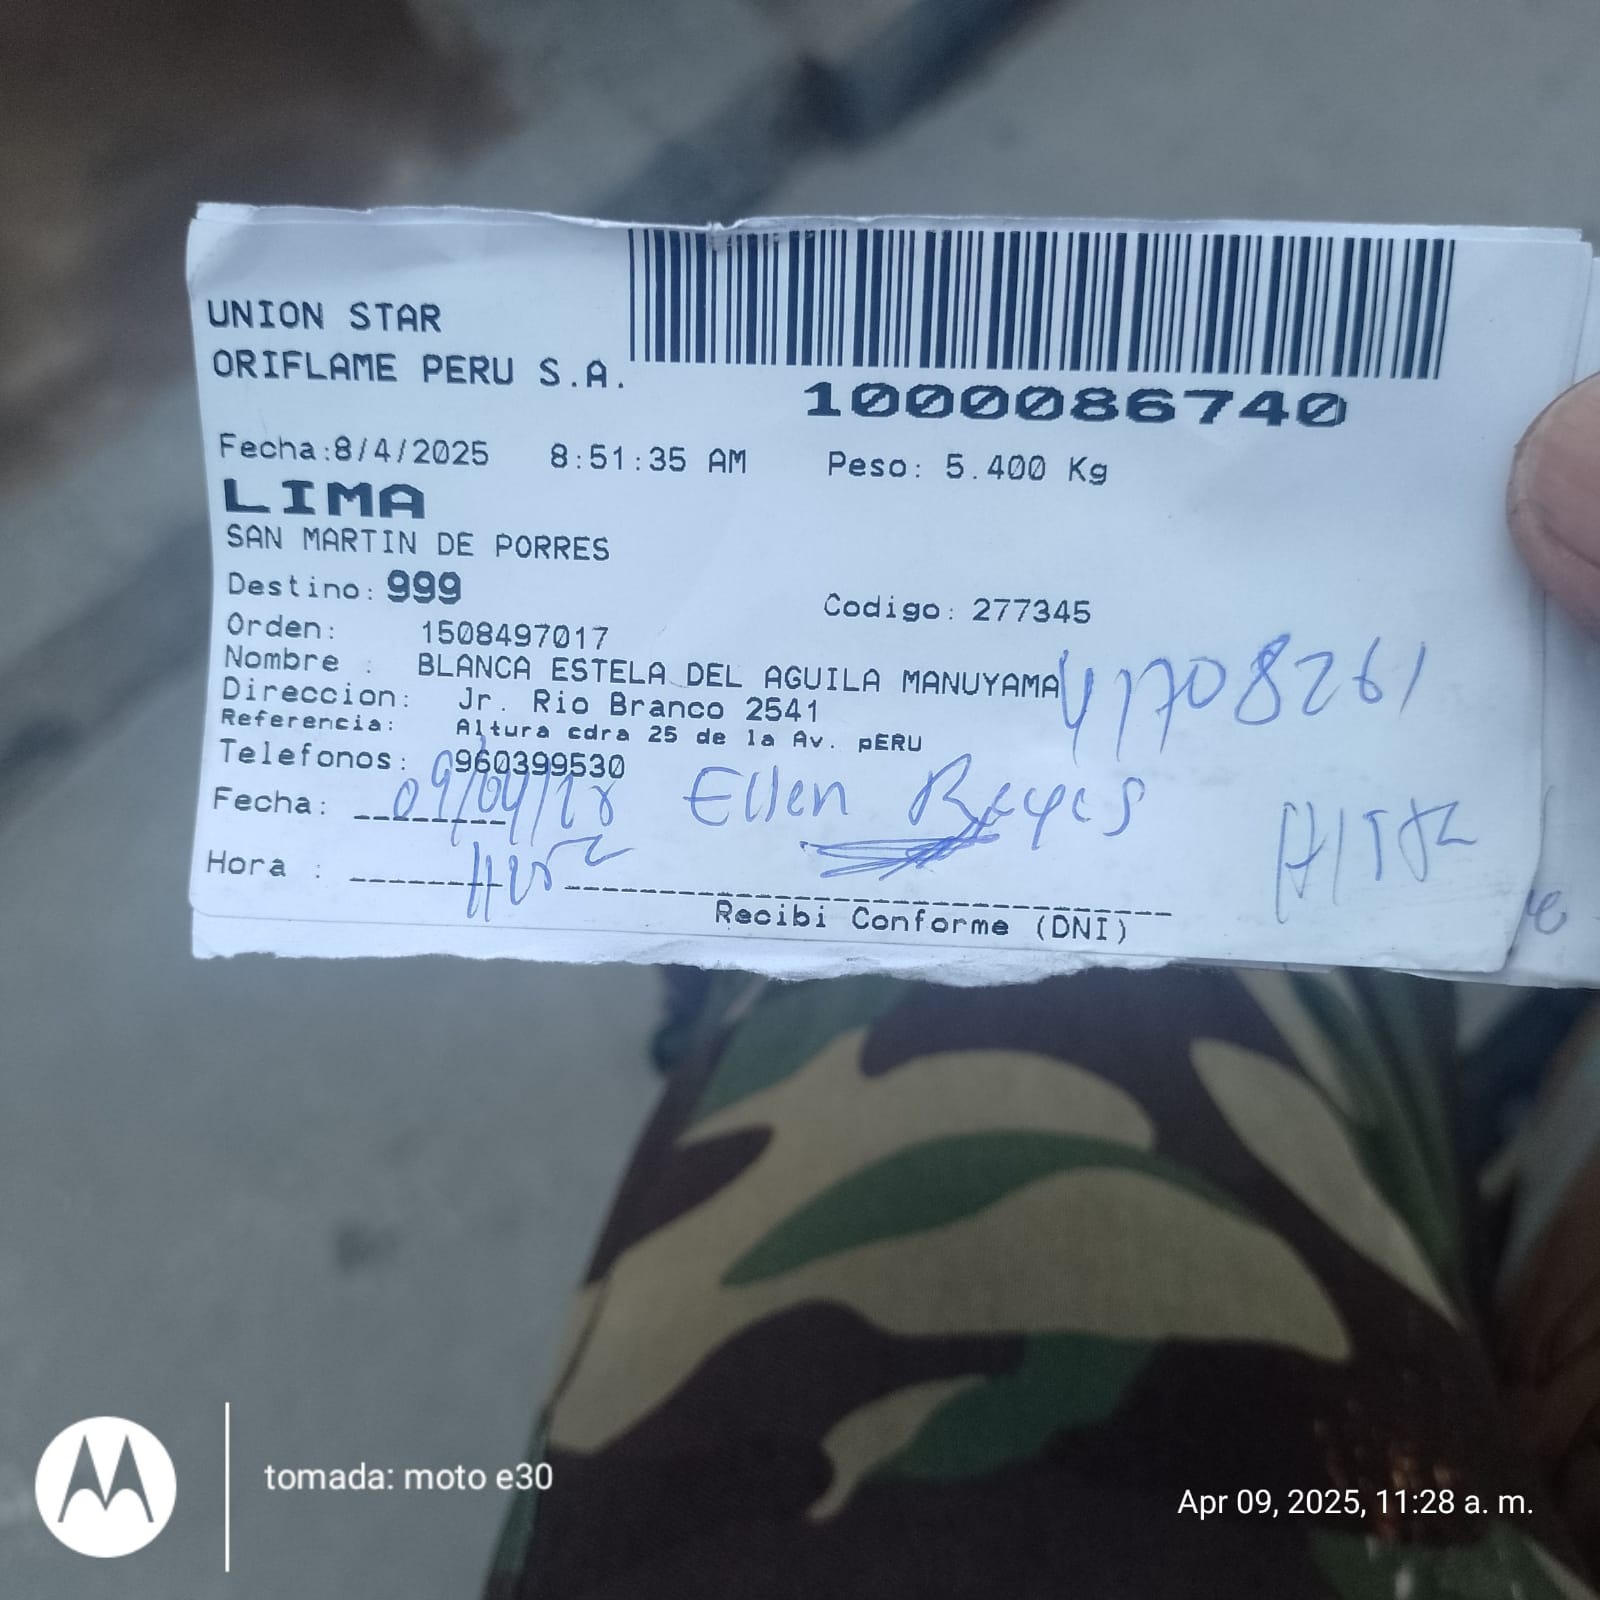 UNION STAR
ORIFLAME PERU S.A.
1000086740
Fecha:8/4/2025 8:51:35 AM Peso: 5.400 Kg
LIMA
SAN MARTIN DE PORRES
Destino: 999 Codigo: 277345
Orden: 1508497017
Nombre : BLANCA ESTELA DEL AGUILA MANUYAMA 41708261
Direccion: Jr. Rio Branco 2541
Referencia: Altura cdra 25 de la Av. pERU
Telefonos: 960399530
Fecha: Ellen Reyes
Hora :
Recibi Conforme (DNI)
tomada: moto e30
Apr 09, 2025, 11:28 a. m.